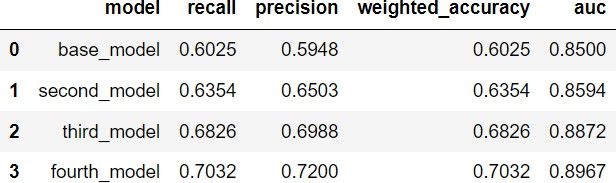 model recall precision weighted_accuracy auc
0 base_model 0.6025 0.5948 0.6025 0.8500
1 second_model 0.6354 0.6503 0.6354 0.8594
2 third_model 0.6826 0.6988 0.6826 0.8872
3 fourth_model 0.7032 0.7200 0.7032 0.8967